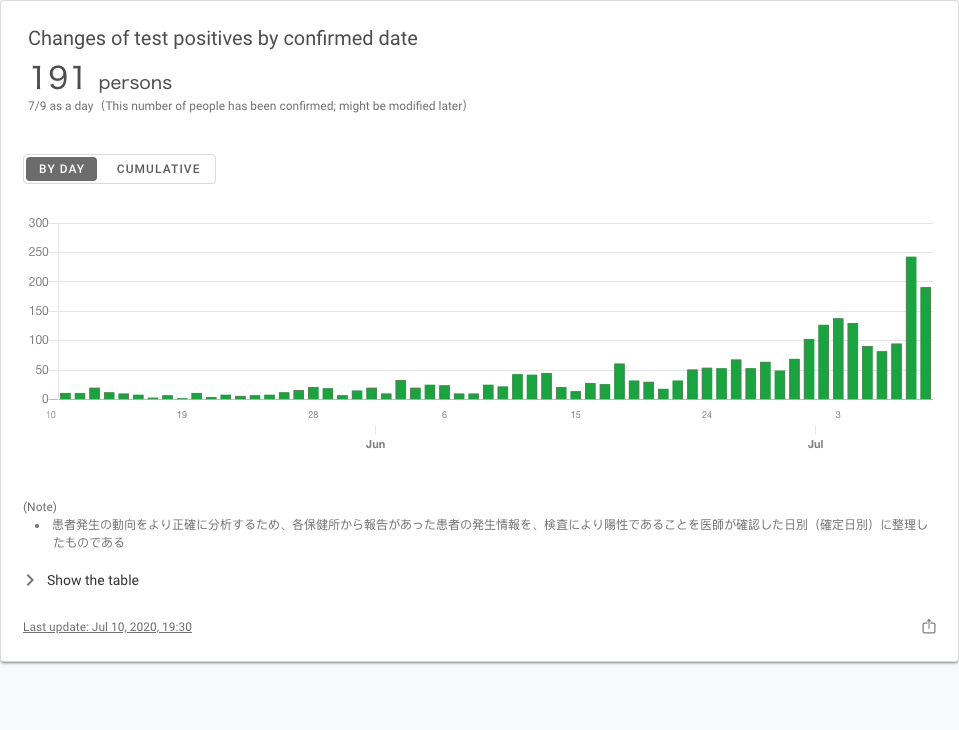 Changes of test positives by confirmed date
191 persons
7/9 as a day（This number of people has been confirmed; might be modified later）
BY DAY CUMULATIVE
300
250
200
150
100
50
0
10 19 28 6 15 24 3
Jun Jul
(Note)
• 患者発生の動向をより正確に分析するため、各保健所から報告があった患者の発生情報を、検査により陽性であることを医師が確認した日別（確定日別）に整理し
たものである
Show the table
Last update: Jul 10, 2020, 19:30